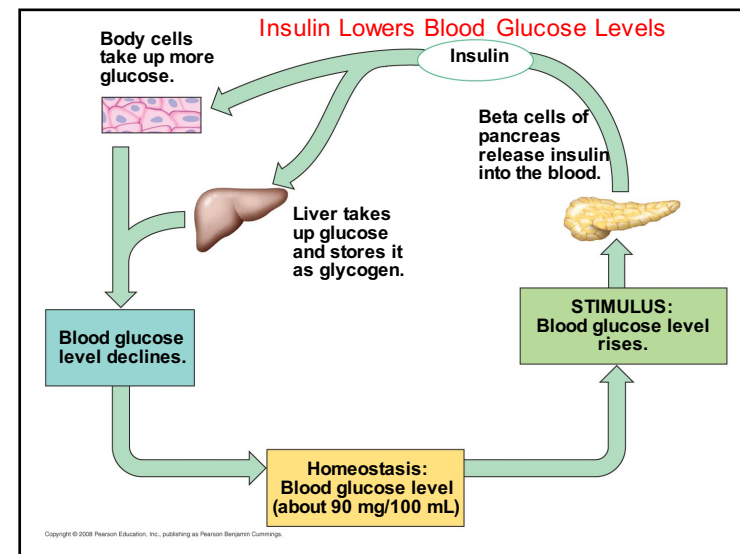 Insulin Lowers Blood Glucose Levels
Body cells
take up more
glucose.
Insulin
Beta cells of
pancreas
release insulin
into the blood.
Liver takes
up glucose
and stores it
as glycogen.
STIMULUS:
Blood glucose level
rises.
Blood glucose
level declines.
Homeostasis:
Blood glucose level
(about 90 mg/100 mL)
Copyright © 2008 Pearson Education, Inc., publishing as Pearson Benjamin Cummings.